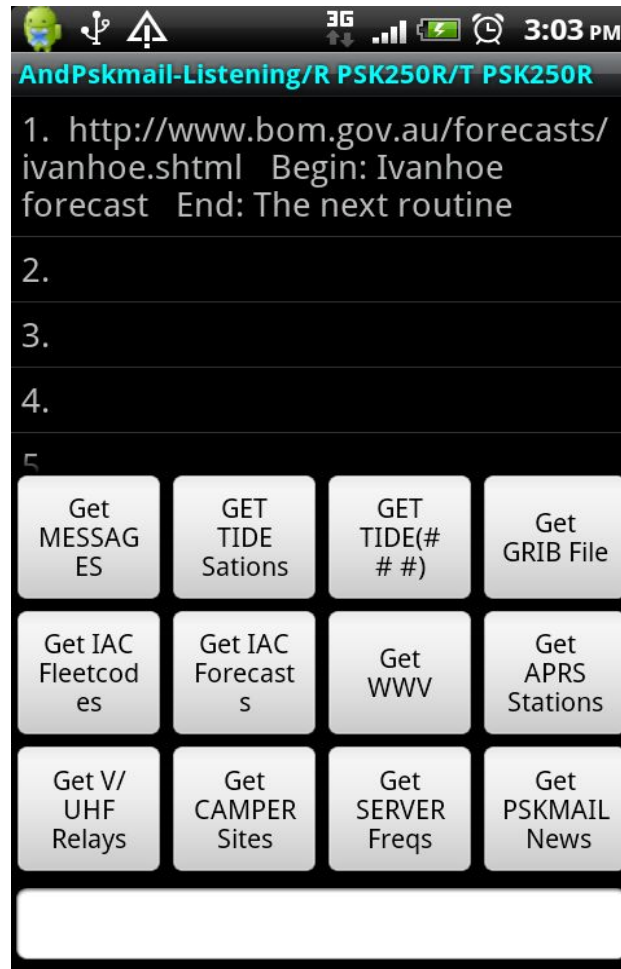 3G 3:03 PM
AndPskmail-Listening/R PSK250R/T PSK250R
1.  http://www.bom.gov.au/forecasts/
ivanhoe.shtml   Begin: Ivanhoe
forecast   End: The next routine
2.
3.
4.
5
Get
MESSAG
ES
GET
TIDE
Sations
GET
TIDE(#
# #)
Get
GRIB File
Get IAC
Fleetcod
es
Get IAC
Forecast
s
Get
WWV
Get
APRS
Stations
Get V/
UHF
Relays
Get
CAMPER
Sites
Get
SERVER
Freqs
Get
PSKMAIL
News